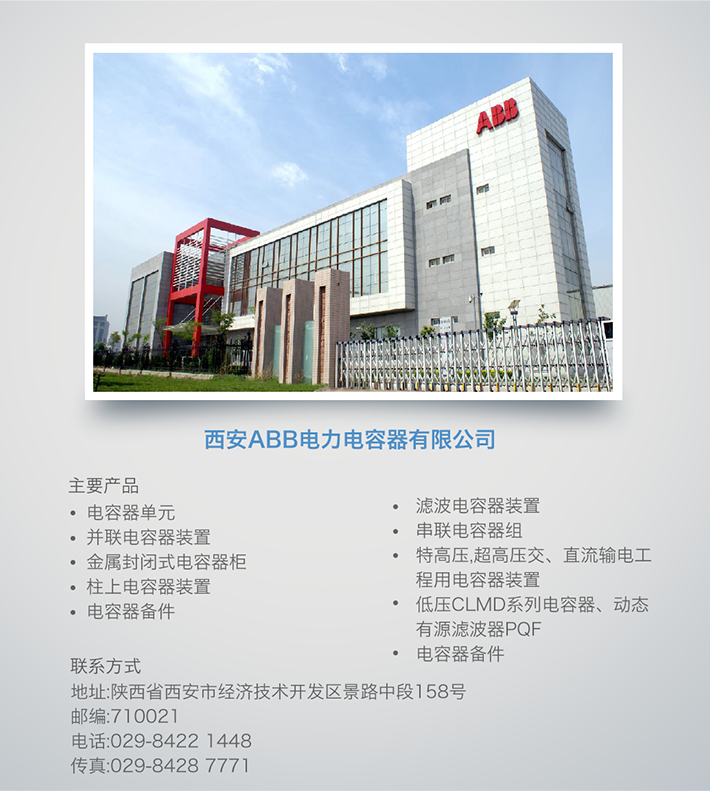 ABB
西安ABB电力电容器有限公司
主要产品
• 电容器单元
• 并联电容器装置
• 金属封闭式电容器柜
• 柱上电容器装置
• 电容器备件
• 滤波电容器装置
• 串联电容器组
• 特高压,超高压交、直流输电工
程用电容器装置
• 低压CLMD系列电容器、动态
有源滤波器PQF
• 电容器备件
联系方式
地址:陕西省西安市经济技术开发区景路中段158号
邮编:710021
电话:029-8422 1448
传真:029-8428 7771